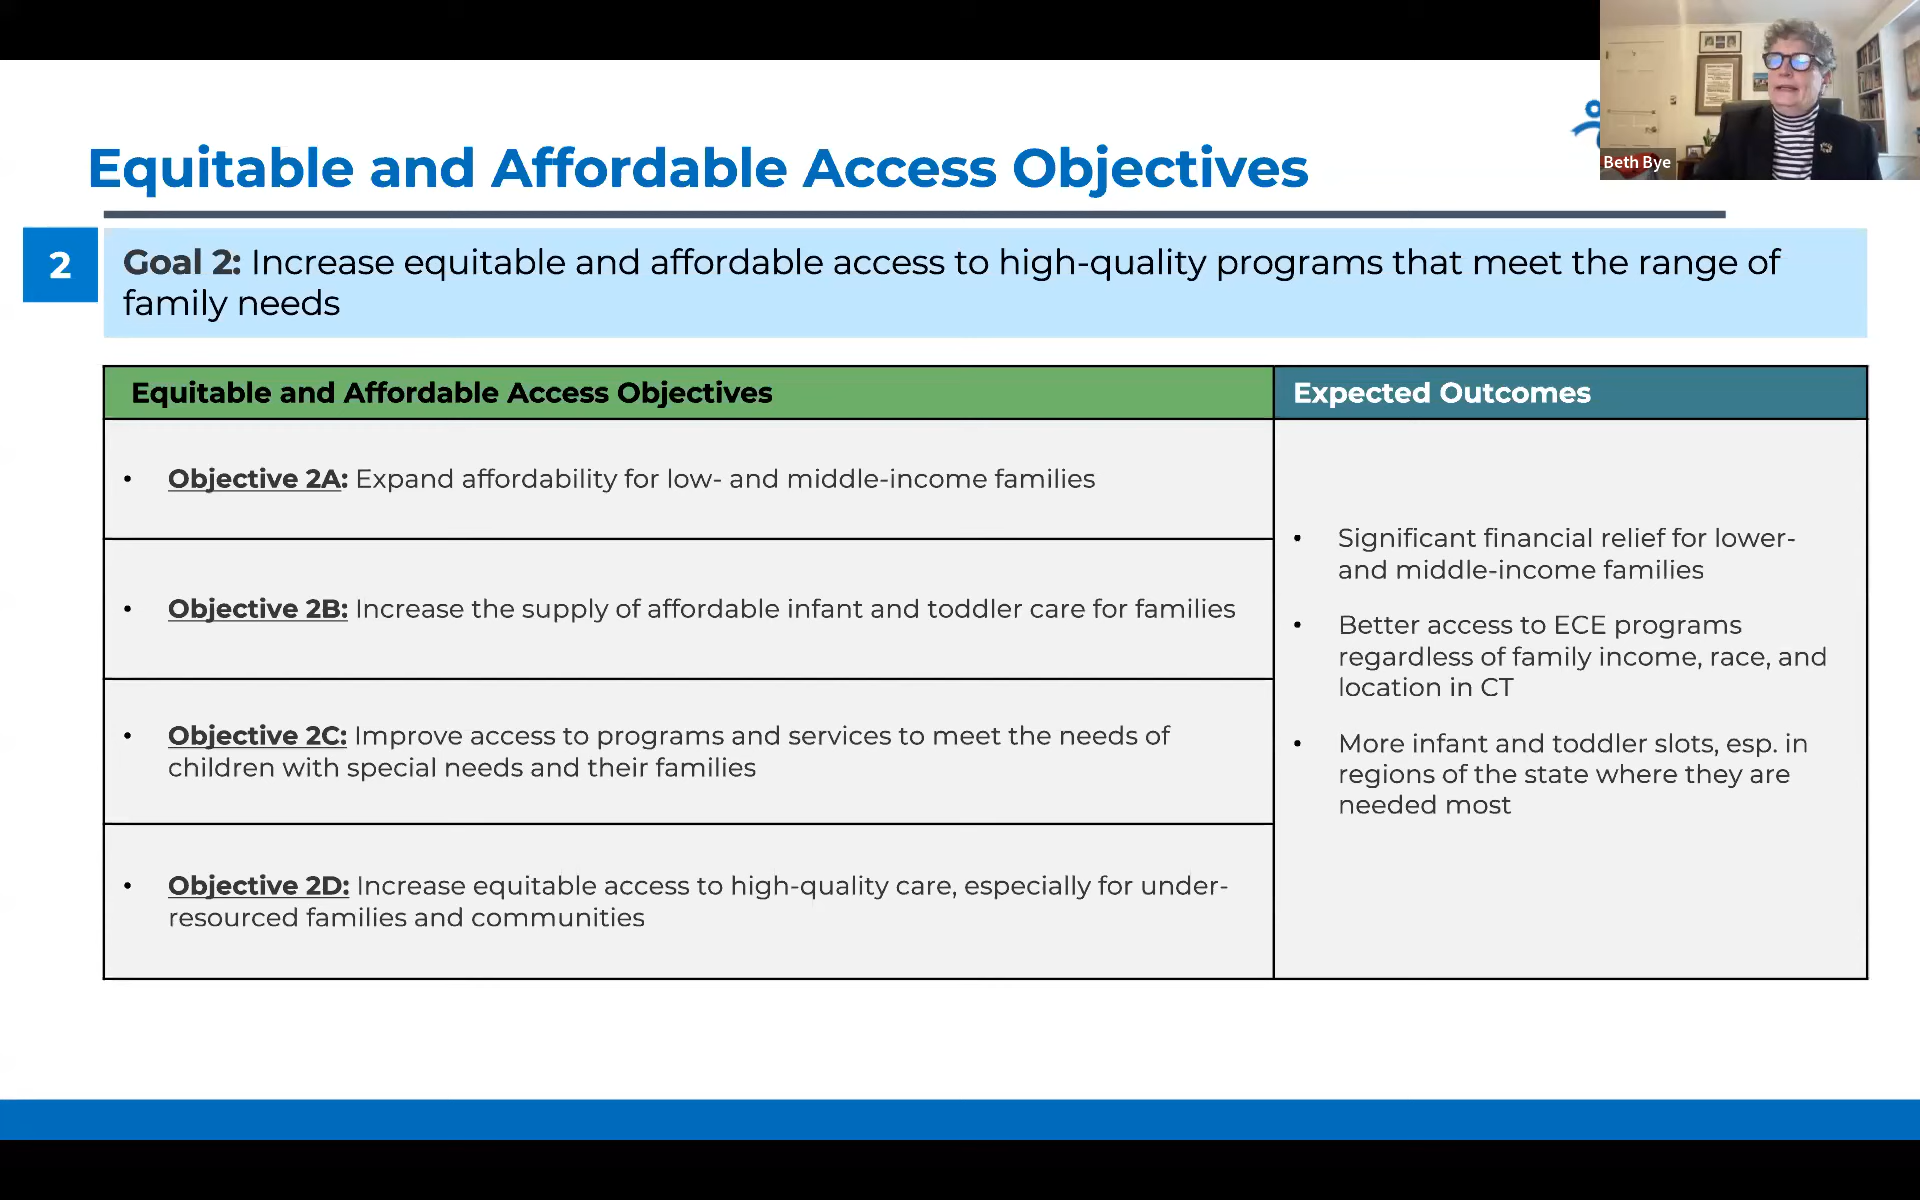 Beth Bye
Equitable and Affordable Access Objectives
2
Goal 2: Increase equitable and affordable access to high-quality programs that meet the range of
family needs
Equitable and Affordable Access Objectives
Expected Outcomes
• Objective 2A: Expand affordability for low- and middle-income families
• Objective 2B: Increase the supply of affordable infant and toddler care for families
• Objective 2C: Improve access to programs and services to meet the needs of
children with special needs and their families
• Objective 2D: Increase equitable access to high-quality care, especially for under-
resourced families and communities
• Significant financial relief for lower-
and middle-income families
• Better access to ECE programs
regardless of family income, race, and
location in CT
• More infant and toddler slots, esp. in
regions of the state where they are
needed most